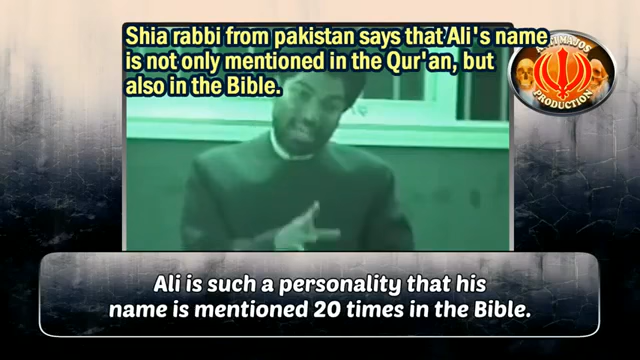 Shia rabbi from pakistan says that Ali's name
is not only mentioned in the Qur'an, but
also in the Bible.
PRODUCTION
Ali is such a personality that his
name is mentioned 20 times in the Bible.